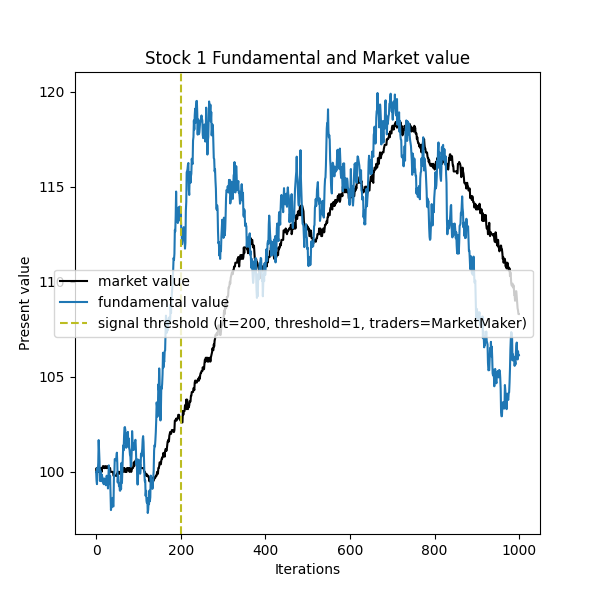 Stock 1 Fundamental and Market value
120
115
110
105
100
Present value
market value
fundamental value
signal threshold (it=200, threshold=1, traders=MarketMaker)
0
200
400
600
800
1000
Iterations